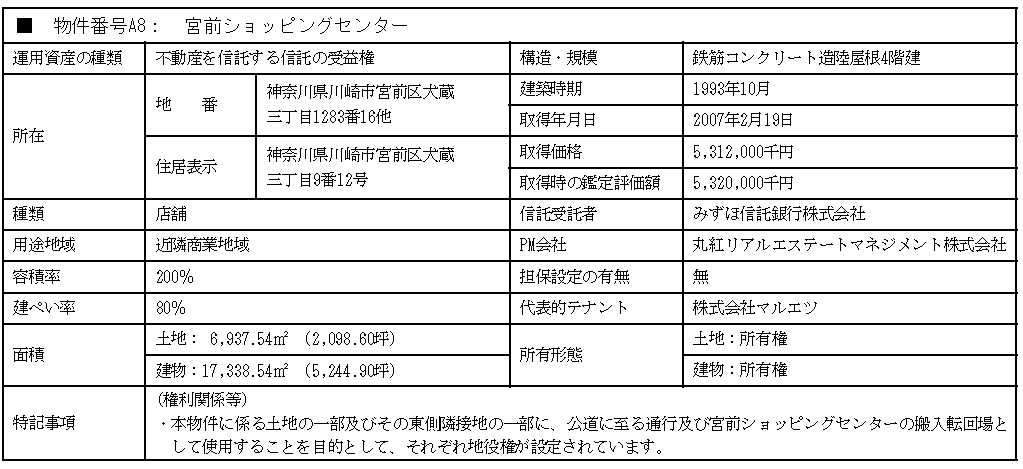 ■ 物件番号A8： 宮前ショッピングセンター
運用資産の種類 不動産を信託する信託の受益権 構造・規模 鉄筋コンクリート造陸屋根4階建
所在 地　番 神奈川県川崎市宮前区犬蔵
三丁目1283番16他
住居表示 神奈川県川崎市宮前区犬蔵
三丁目9番12号
建築時期 1993年10月
取得年月日 2007年2月19日
取得価格 5,312,000千円
取得時の鑑定評価額 5,320,000千円
種類 店舗 信託受託者 みずほ信託銀行株式会社
用途地域 近隣商業地域 PM会社 丸紅リアルエステートマネジメント株式会社
容積率 200% 担保設定の有無 無
建ぺい率 80% 代表的テナント 株式会社マルエツ
面積 土地： 6,937.54㎡ (2,098.60坪)
建物：17,338.54㎡ (5,244.90坪)
所有形態 土地：所有権
建物：所有権
特記事項 (権利関係等)
・本物件に係る土地の一部及びその東側隣接地の一部に、公道に至る通行及び宮前ショッピングセンターの搬入転回場と
して使用することを目的として、それぞれ地役権が設定されています。